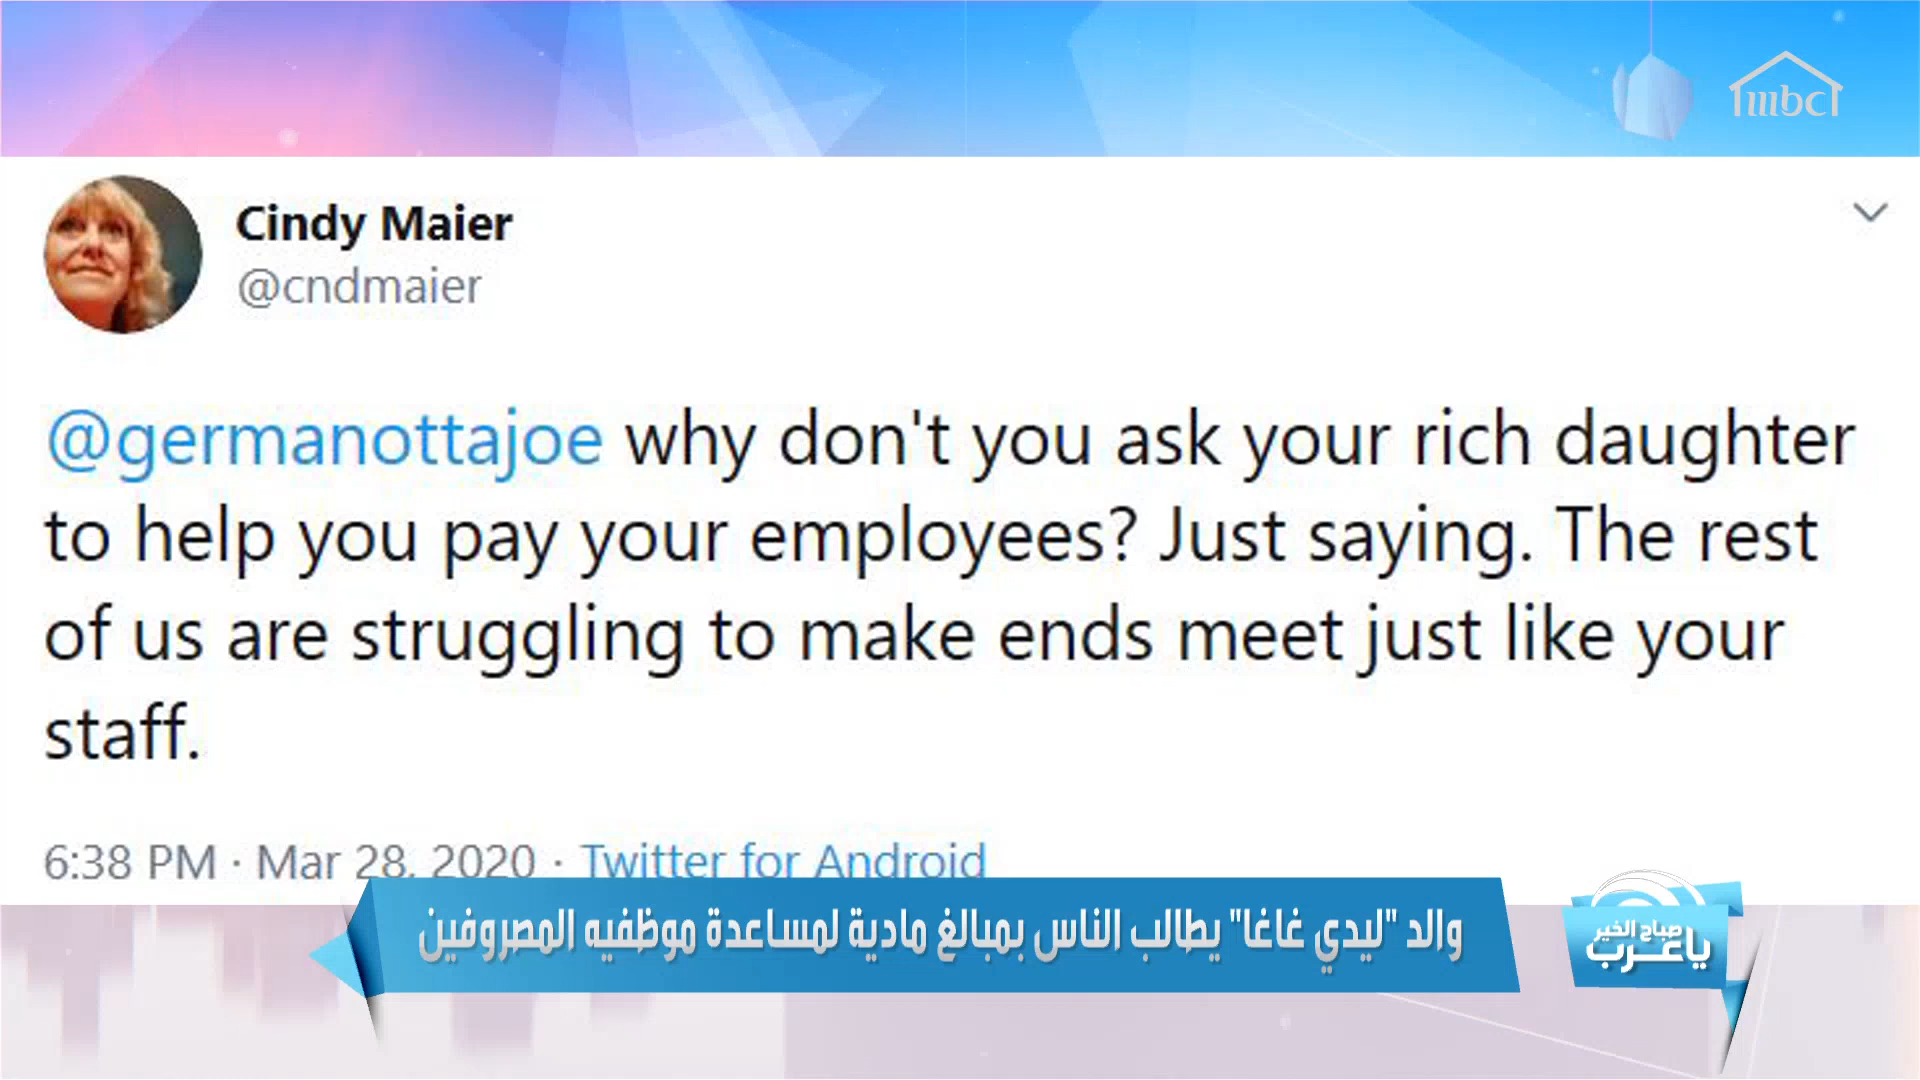 mbc
Cindy Maier
@cndmaier
@germanottajoe why don't you ask your rich daughter
to help you pay your employees? Just saying. The rest
of us are struggling to make ends meet just like your
staff.
6:38 PM · Mar 28, 2020 · Twitter for Android
والد "ليدي غاغا" يطالب الناس بمبالغ مادية لمساعدة موظفيه المصروفين
صباح الخير
يا عرب